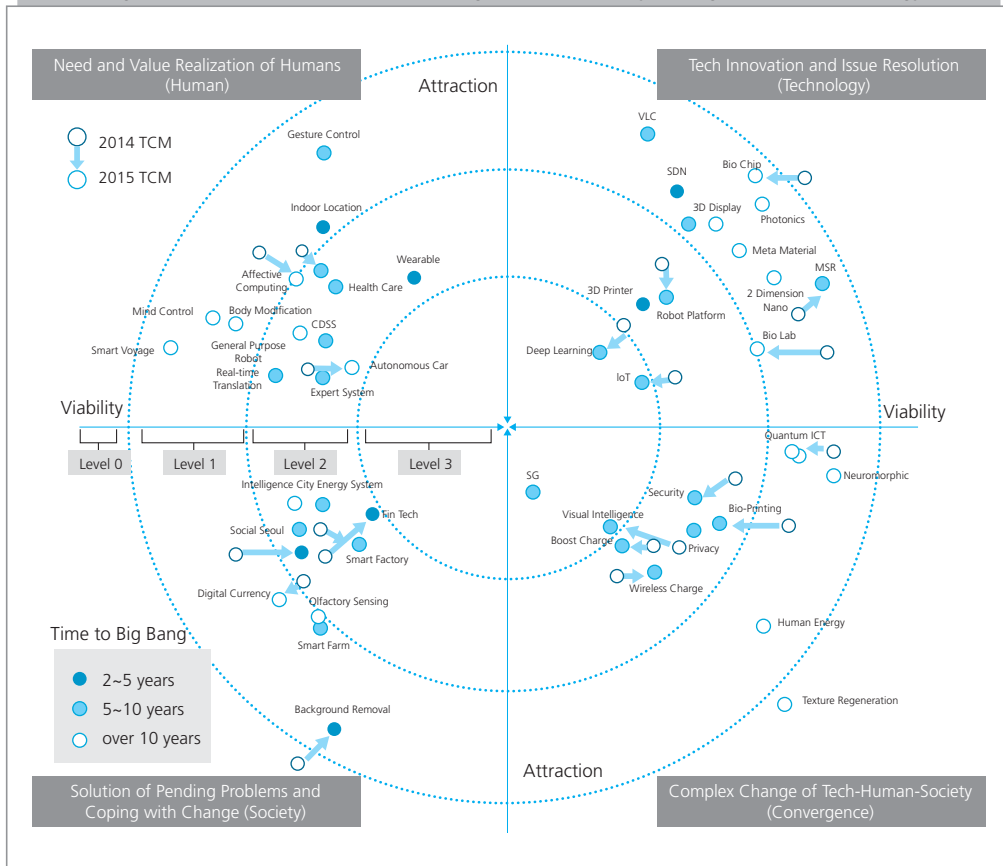 Need and Value Realization of Humans
(Human)
Attraction
Tech Innovation and Issue Resolution
(Technology)
2014 TCM
2015 TCM
Gesture Control
VLC
Bio Chip
SDN
Indoor Location
3D Display
Photonics
Meta Material
Wearable
Affective
Computing
Health Care
3D Printer
Robot Platform
MSR
2 Dimension
Nano
Mind Control
Body Modification
CDSS
Bio Lab
Smart Voyage
General Purpose
Robot
Real-time
Translation
Autonomous Car
Expert System
Deep Learning
IoT
Viability
Viability
Level 0
Level 1
Level 2
Level 3
Quantum ICT
Neuromorphic
Intelligence City Energy System
SG
Security
Fin Tech
Visual Intelligence
Bio-Printing
Social Seoul
Boost Charge
Privacy
Smart Factory
Wireless Charge
Digital Currency
Olfactory Sensing
Smart Farm
Human Energy
Time to Big Bang
2~5 years
5~10 years
over 10 years
Texture Regeneration
Background Removal
Attraction
Solution of Pending Problems and
Coping with Change (Society)
Complex Change of Tech-Human-Society
(Convergence)